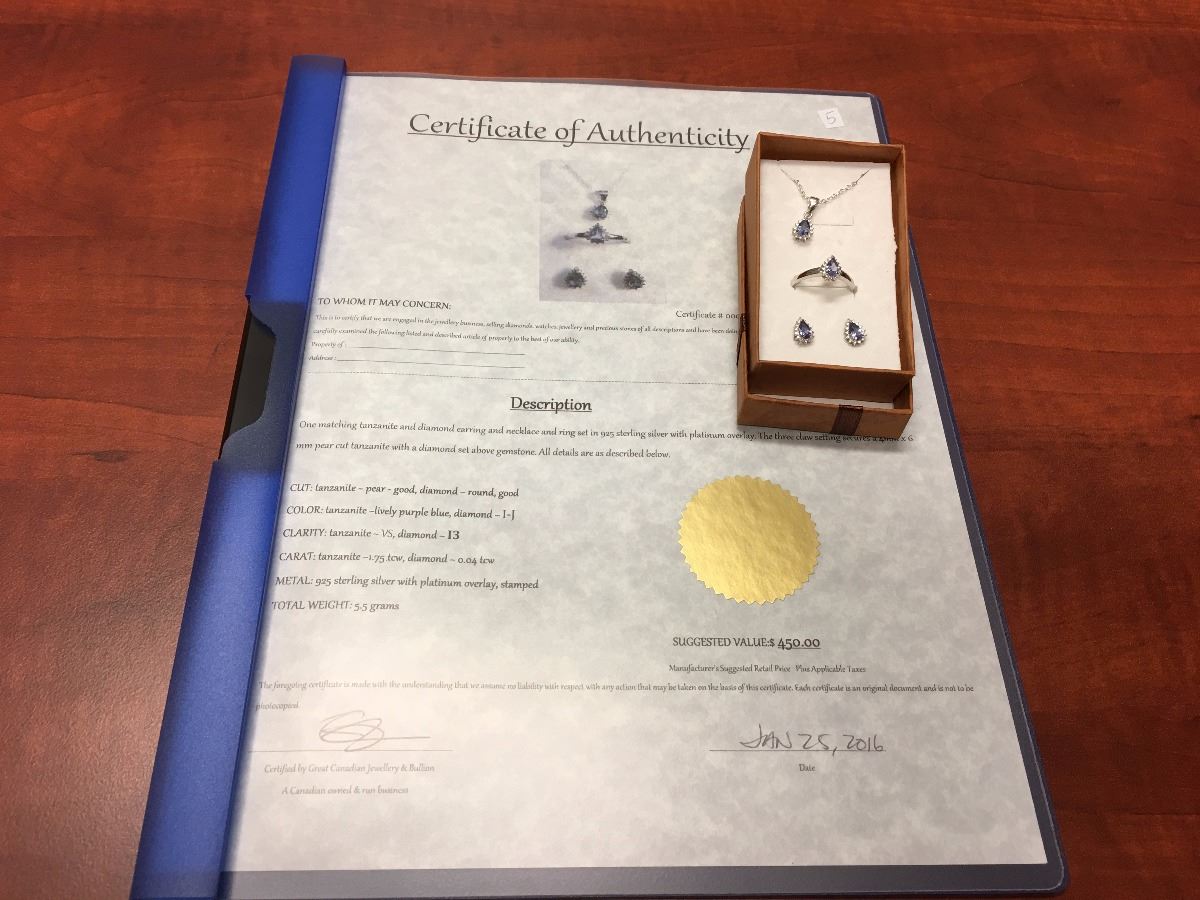 5
Certificate of Authenticity
TO WHOM IT MAY CONCERN:
Certificate #
This is to certify that we are engaged in the jewellery business, selling diamonds, watches, jewellery and precious stones of all descriptions and have been
carefully examined the following listed and described article of property to the best of our ability.
Property of :
Address :
Description
One matching tanzanite and diamond earring and necklace and ring set in 925 sterling silver with platinum overlay. The three claw setting secures a x 6
mm pear cut tanzanite with a diamond set above gemstone. All details are as described below.
CUT: tanzanite – pear - good, diamond – round, good
COLOR: tanzanite –lively purple blue, diamond – I-J
CLARITY: tanzanite – VS, diamond – I3
CARAT: tanzanite –1.75 tcw, diamond – 0.04 tcw
METAL: 925 sterling silver with platinum overlay, stamped
TOTAL WEIGHT: 5.5 grams
SUGGESTED VALUE:$ 450.00
Manufacturer's Suggested Retail Price Plus Applicable Taxes
The foregoing certificate is made with the understanding that we assume no liability with respect with any action that may be taken on the basis of this certificate. Each certificate is an original document and is not to be
photocopied.
JAN 25, 2016
Certified by Great Canadian Jewellery & Bullion
Date
A Canadian owned & run business